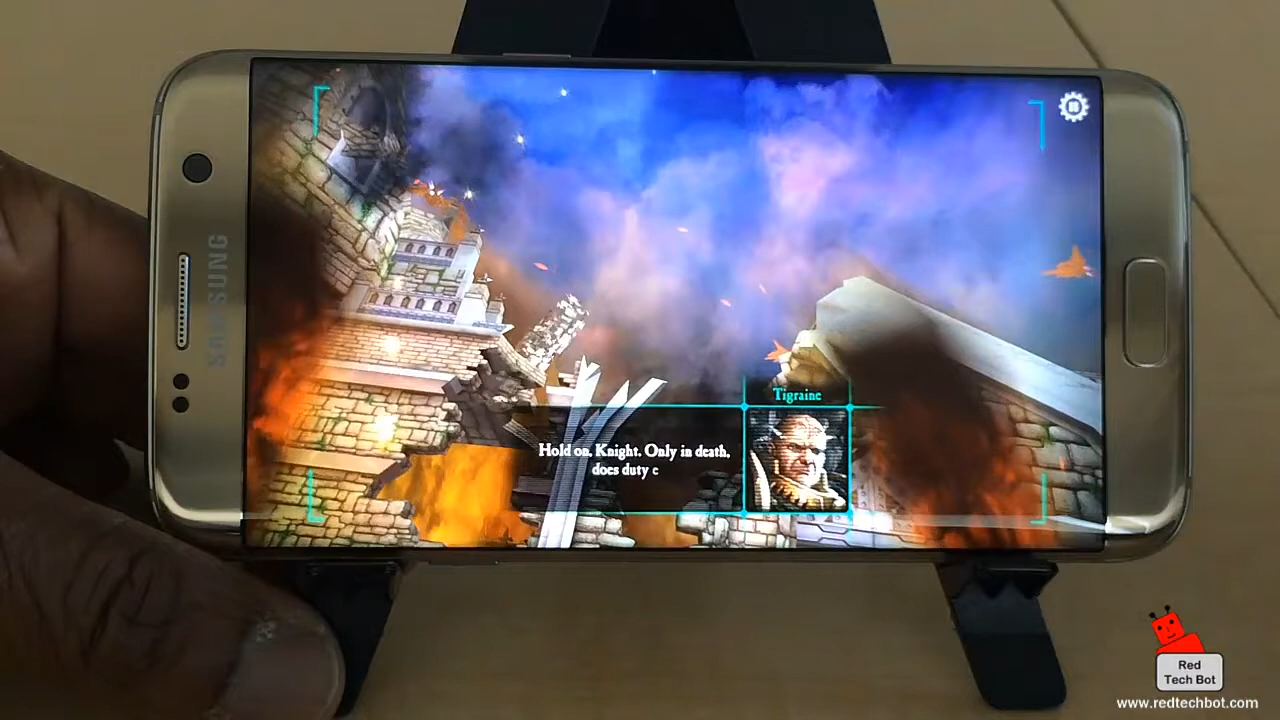 SAMSUNG
Tigraine
Hold on, Knight. Only in death,
does duty c
Red
Tech Bot
www.redtechbot.com